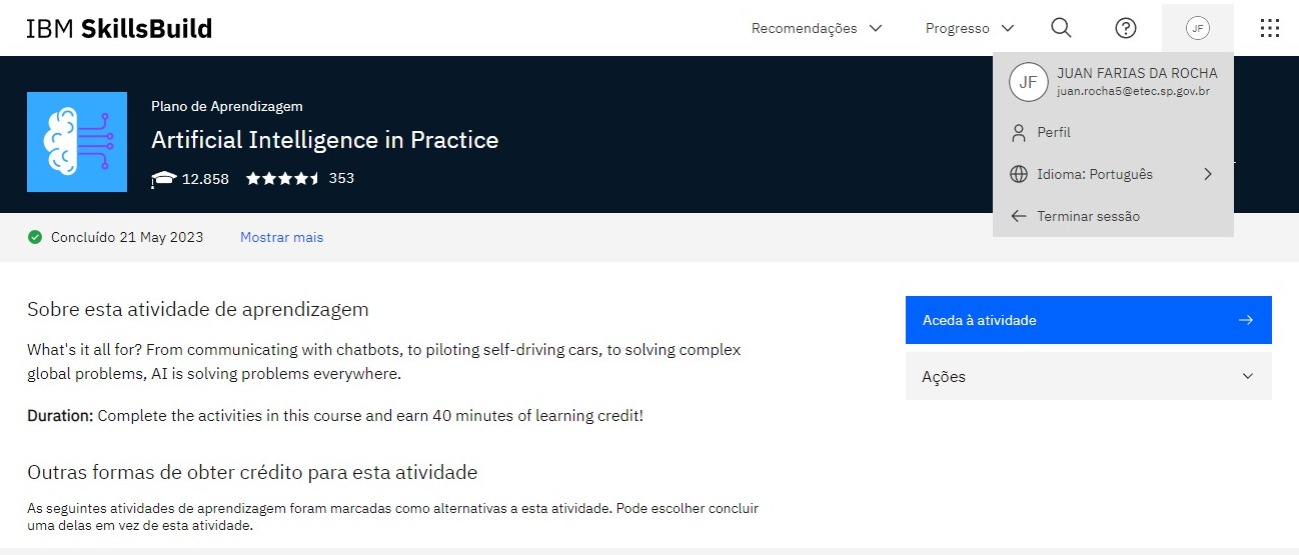 IBM SkillsBuild
Recomendações
Progresso
JF
JF
JUAN FARIAS DA ROCHA
juan.rocha5@etec.sp.gov.br
Perfil
Idioma: Português
Terminar sessão
Plano de Aprendizagem
Artificial Intelligence in Practice
12.858 353
Concluído 21 May 2023 Mostrar mais
Sobre esta atividade de aprendizagem
What's it all for? From communicating with chatbots, to piloting self-driving cars, to solving complex
global problems, AI is solving problems everywhere.
Duration: Complete the activities in this course and earn 40 minutes of learning credit!
Aceda à atividade
Ações
Outras formas de obter crédito para esta atividade
As seguintes atividades de aprendizagem foram marcadas como alternativas a esta atividade. Pode escolher concluir
uma delas em vez de esta atividade.